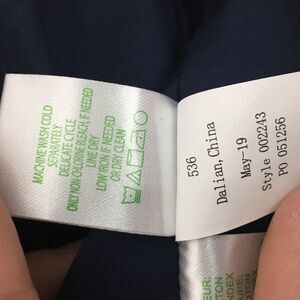 MACHINE WASH COLD
SEPARATELY
DELICATE CYCLE
ONLY NON-CHLORINE BLEACH, IF NEEDED
LINE DRY
LOW IRON IF NEEDED
OR DRY CLEAN
536
Dalian, China
May-19
Style 002243
PO 051256